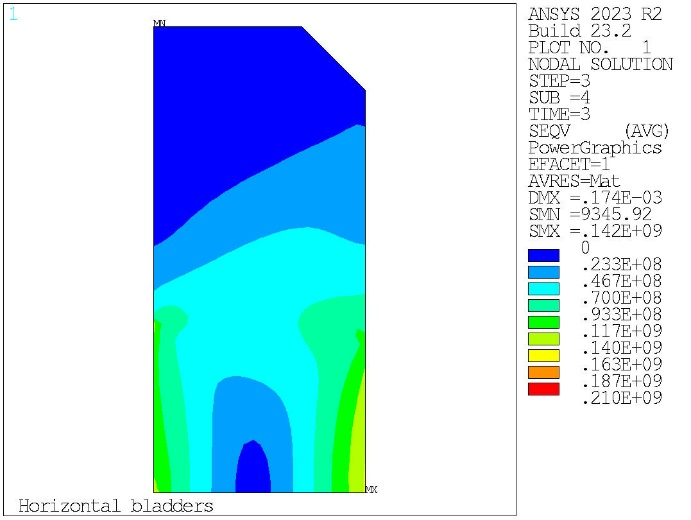 1
MN
ANSYS 2023 R2
Build 23.2
PLOT NO.   1
NODAL SOLUTION
STEP=3
SUB =4
TIME=3
SEQV     (AVG)
PowerGraphics
EFACET=1
AVRES=Mat
DMX =.174E-03
SMN =9345.92
SMX =.142E+09
0
.233E+08
.467E+08
.700E+08
.933E+08
.117E+09
.140E+09
.163E+09
.187E+09
.210E+09
MX
Horizontal bladders